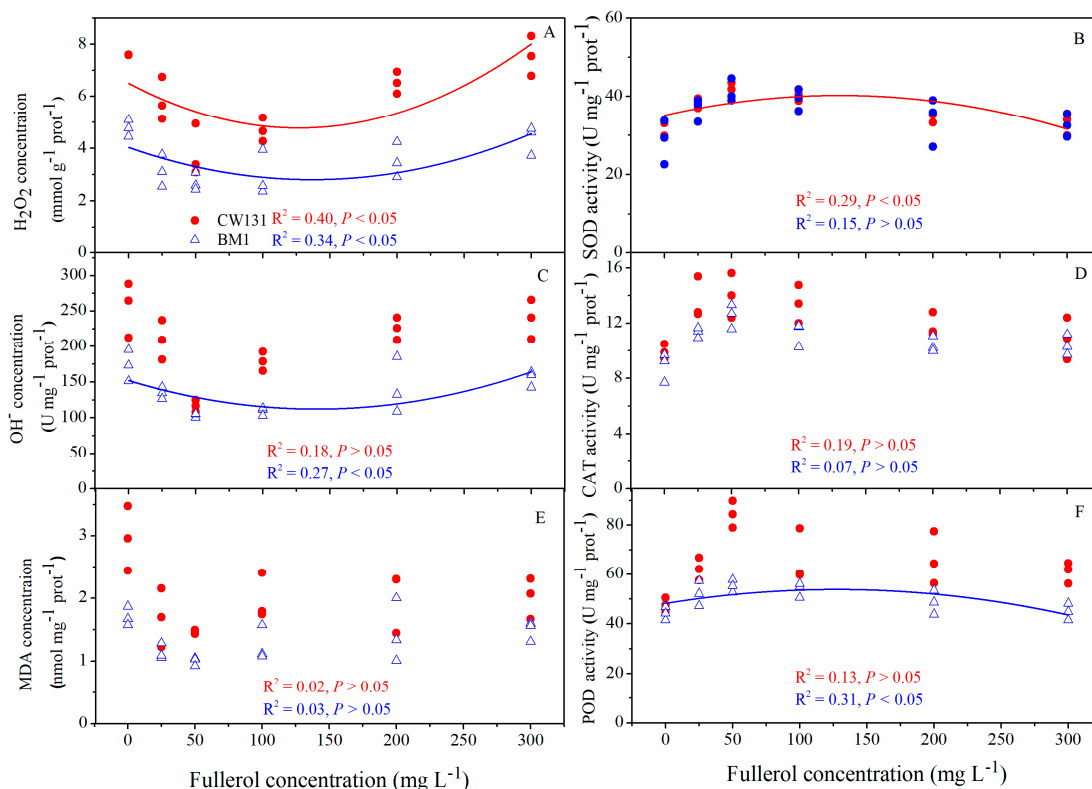 A
H₂O₂ concentraion
(mmol g⁻¹ prot⁻¹)
8
6
4
2
0
CW131 R² = 0.40, P < 0.05
BM1 R² = 0.34, P < 0.05
B
SOD activity (U mg⁻¹ prot⁻¹)
60
40
20
0
R² = 0.29, P < 0.05
R² = 0.15, P > 0.05
C
OH⁻ concentration
(U mg⁻¹ prot⁻¹)
300
250
200
150
100
50
0
R² = 0.18, P > 0.05
R² = 0.27, P < 0.05
D
CAT activity (U mg⁻¹ prot⁻¹)
16
12
8
4
0
R² = 0.19, P > 0.05
R² = 0.07, P > 0.05
E
MDA concentraion
(nmol mg⁻¹ prot⁻¹)
3
2
1
0
R² = 0.02, P > 0.05
R² = 0.03, P > 0.05
0 50 100 150 200 250 300
Fullerol concentration (mg L⁻¹)
F
POD activity (U mg⁻¹ prot⁻¹)
80
60
40
20
0
R² = 0.13, P > 0.05
R² = 0.31, P < 0.05
0 50 100 150 200 250 300
Fullerol concentration (mg L⁻¹)